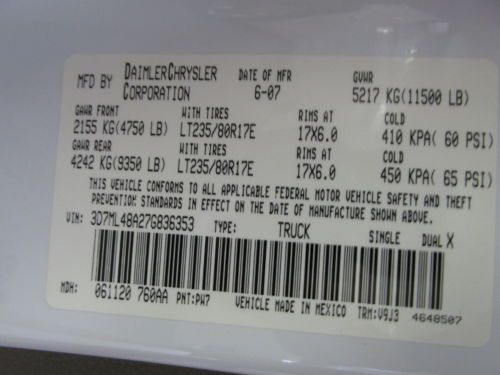 MFD BY DAIMLERCHRYSLER CORPORATION DATE OF MFR 6-07 GVWR 5217 KG(11500 LB)
GAWR FRONT WITH TIRES RIMS AT COLD
2155 KG(4750 LB) LT235/80R17E 17X6.0 410 KPA( 60 PSI)
GAWR REAR WITH TIRES RIMS AT COLD
4242 KG(9350 LB) LT235/80R17E 17X6.0 450 KPA( 65 PSI)
THIS VEHICLE CONFORMS TO ALL APPLICABLE FEDERAL MOTOR VEHICLE SAFETY AND THEFT
PREVENTION STANDARDS IN EFFECT ON THE DATE OF MANUFACTURE SHOWN ABOVE.
VIN: 3D7ML48A27G836353 TYPE: TRUCK SINGLE DUAL X
MDH: 061120 760AA PNT:PW7 VEHICLE MADE IN MEXICO TRM:V9J3 4648507